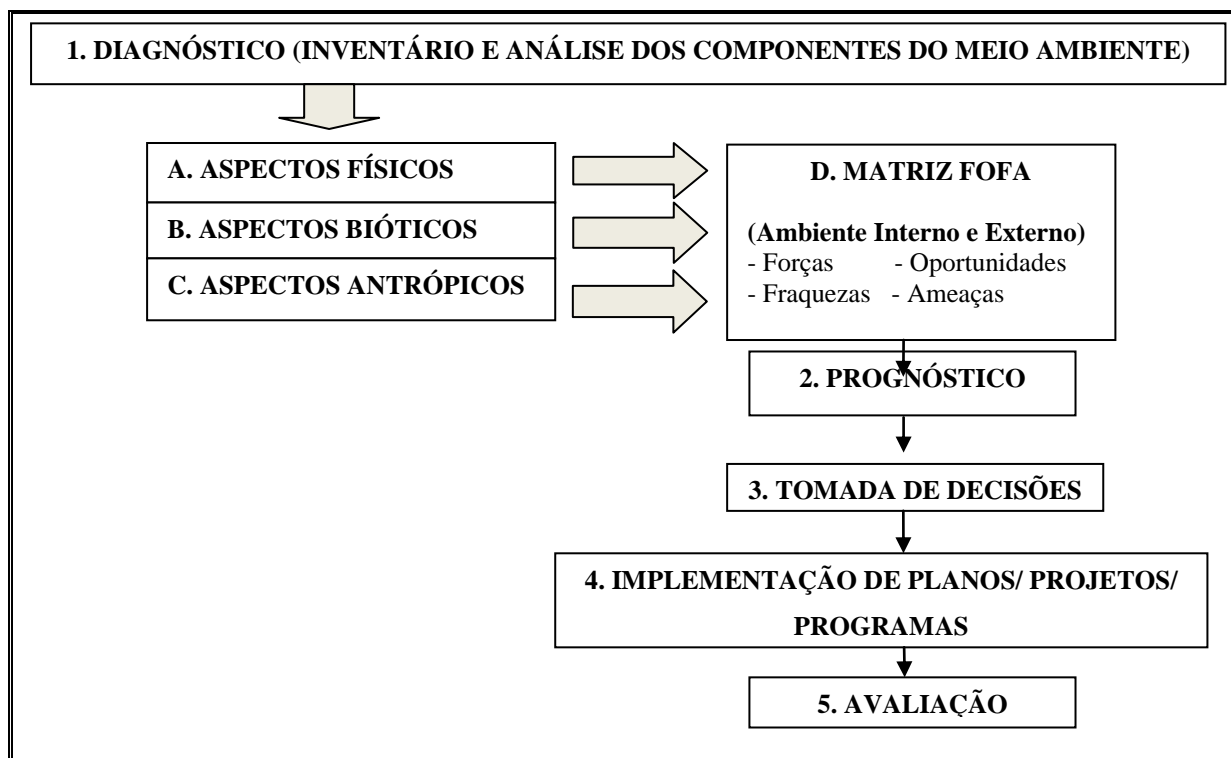 1. DIAGNÓSTICO (INVENTÁRIO E ANÁLISE DOS COMPONENTES DO MEIO AMBIENTE)
A. ASPECTOS FÍSICOS
B. ASPECTOS BIÓTICOS
C. ASPECTOS ANTRÓPICOS
D. MATRIZ FOFA
(Ambiente Interno e Externo)
- Forças - Oportunidades
- Fraquezas - Ameaças
2. PROGNÓSTICO
3. TOMADA DE DECISÕES
4. IMPLEMENTAÇÃO DE PLANOS/ PROJETOS/
PROGRAMAS
5. AVALIAÇÃO